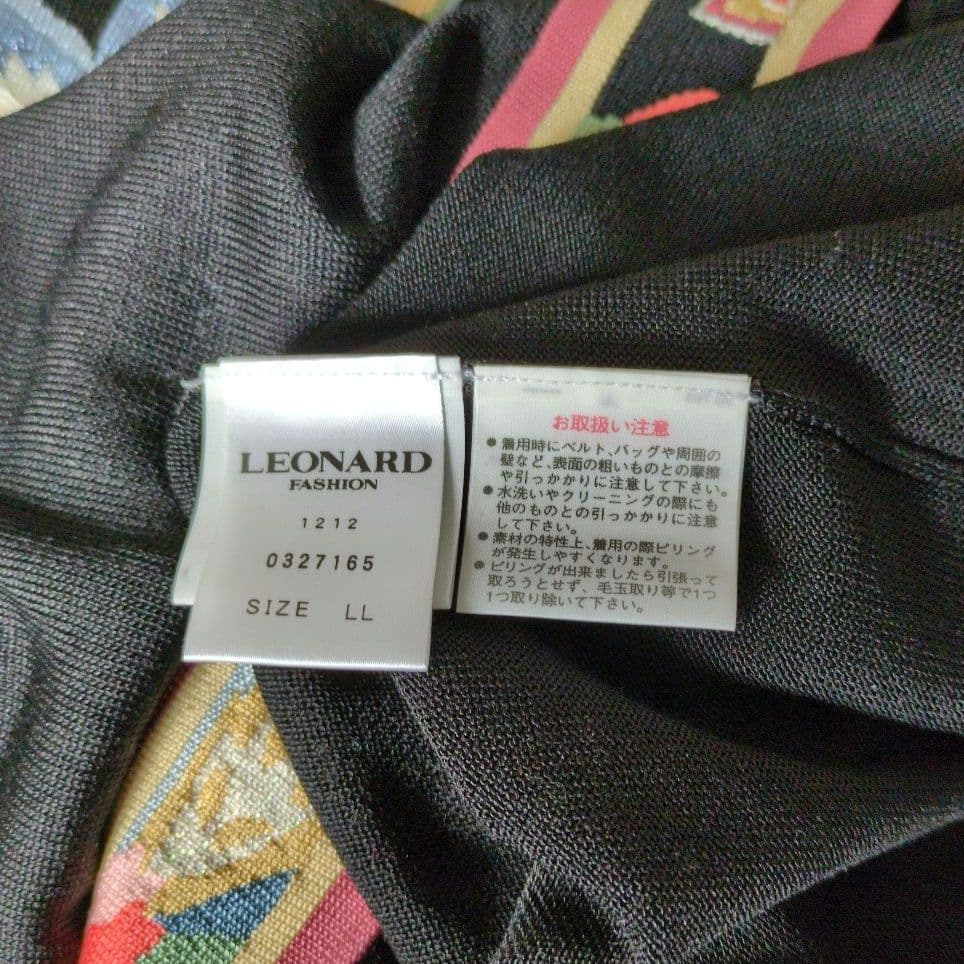 LEONARD
FASHION
1212
0327165
SIZE LL
お取扱い注意
●着用時にベルト、バッグや周囲の
壁など、表面の粗いものとの摩擦
や引っかかりに注意して下さい。
●水洗いやクリーニングの際にも
他のものとの引っかかりに注意
して下さい。
●素材の特性上、着用の際ピリング
が発生しやすくなります。
●ピリングが出来ましたら引張って
取ろうとせず、毛玉取り等で1つ
1つ取り除いて下さい。